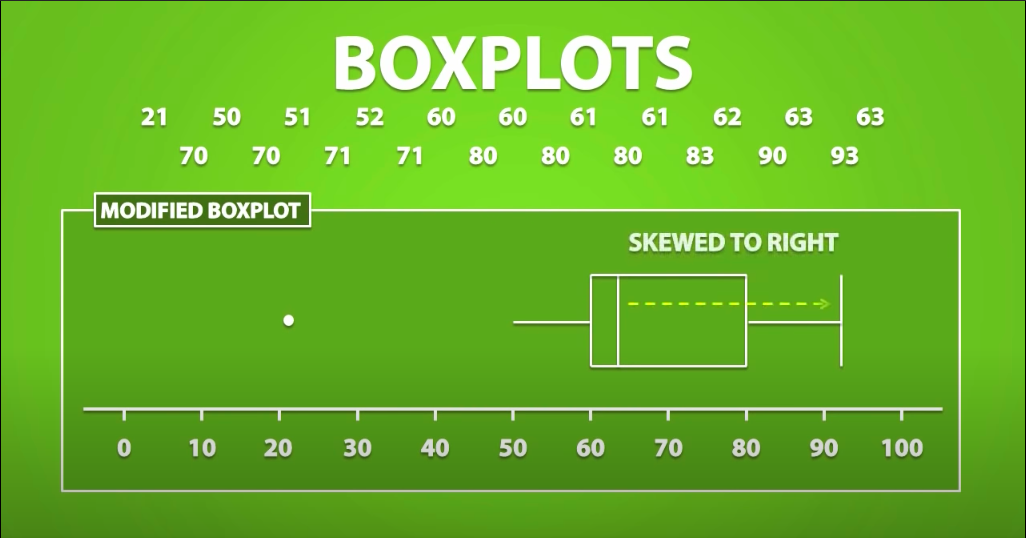 BOXPLOTS
21 50 51 52 60 60 61 61 62 63 63
70 70 71 71 80 80 80 83 90 93
MODIFIED BOXPLOT
SKEWED TO RIGHT
0 10 20 30 40 50 60 70 80 90 100